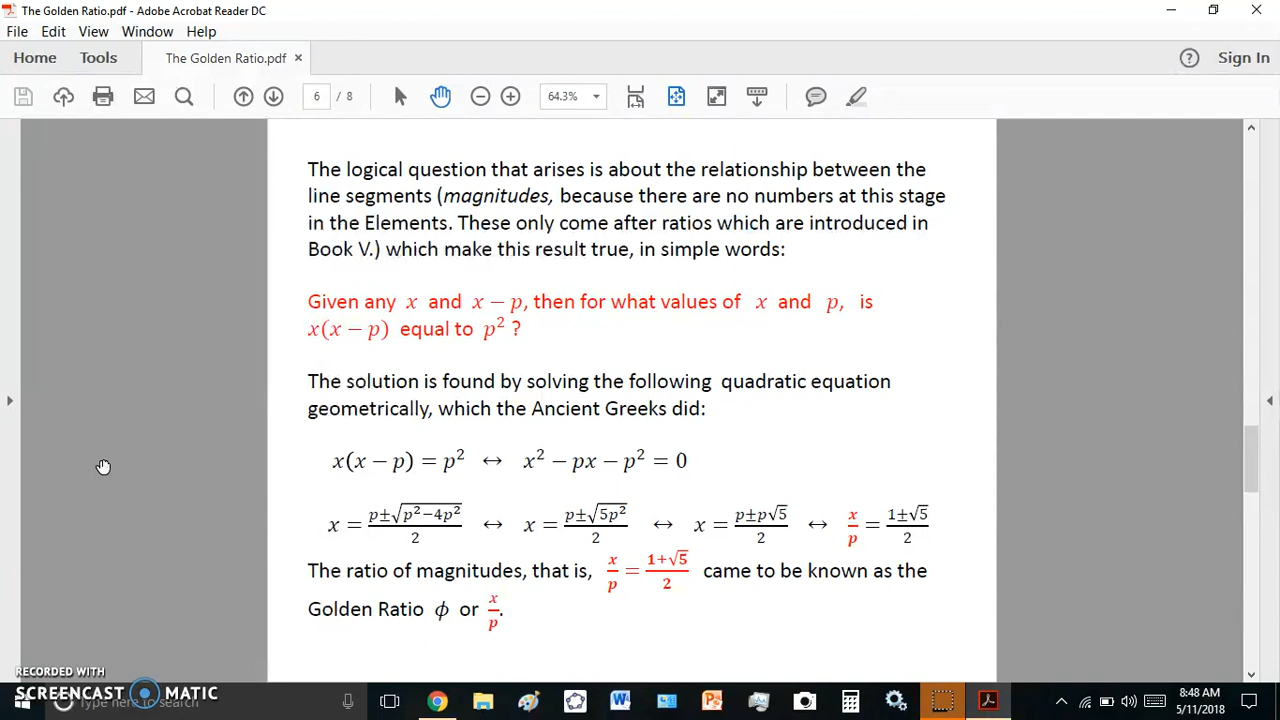 The Golden Ratio.pdf - Adobe Acrobat Reader DC
File Edit View Window Help
Home Tools The Golden Ratio.pdf × Sign In
6 / 8 64.3%
The logical question that arises is about the relationship between the
line segments (magnitudes, because there are no numbers at this stage
in the Elements. These only come after ratios which are introduced in
Book V.) which make this result true, in simple words:
Given any x and x − p, then for what values of x and p, is
x(x − p) equal to p² ?
The solution is found by solving the following quadratic equation
geometrically, which the Ancient Greeks did:
x(x − p) = p² ↔ x² − px − p² = 0
x = (p±√(p²−4p²))/2 ↔ x = (p±√(5p²))/2 ↔ x = (p±p√5)/2 ↔ x/p = (1±√5)/2
The ratio of magnitudes, that is, x/p = (1+√5)/2 came to be known as the
Golden Ratio ϕ or x/p.
RECORDED WITH
SCREENCAST MATIC
Type here to search
8:48 AM
5/11/2018